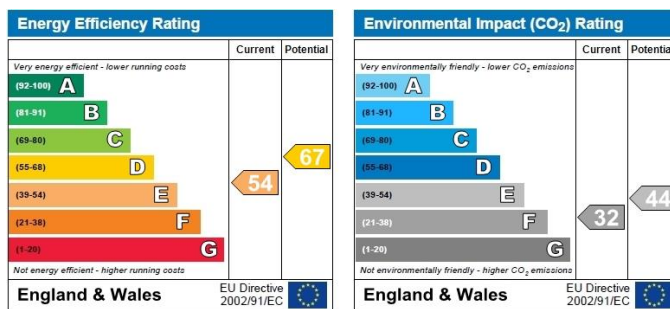 Energy Efficiency Rating
Current Potential
Very energy efficient - lower running costs
(92-100) A
(81-91) B
(69-80) C
(55-68) D
(39-54) E
(21-38) F
(1-20) G
54
67
Not energy efficient - higher running costs
England & Wales
EU Directive
2002/91/EC
Environmental Impact (CO₂) Rating
Current Potential
Very environmentally friendly - lower CO₂ emissions
(92-100) A
(81-91) B
(69-80) C
(55-68) D
(39-54) E
(21-38) F
(1-20) G
32
44
Not environmentally friendly - higher CO₂ emissions
England & Wales
EU Directive
2002/91/EC